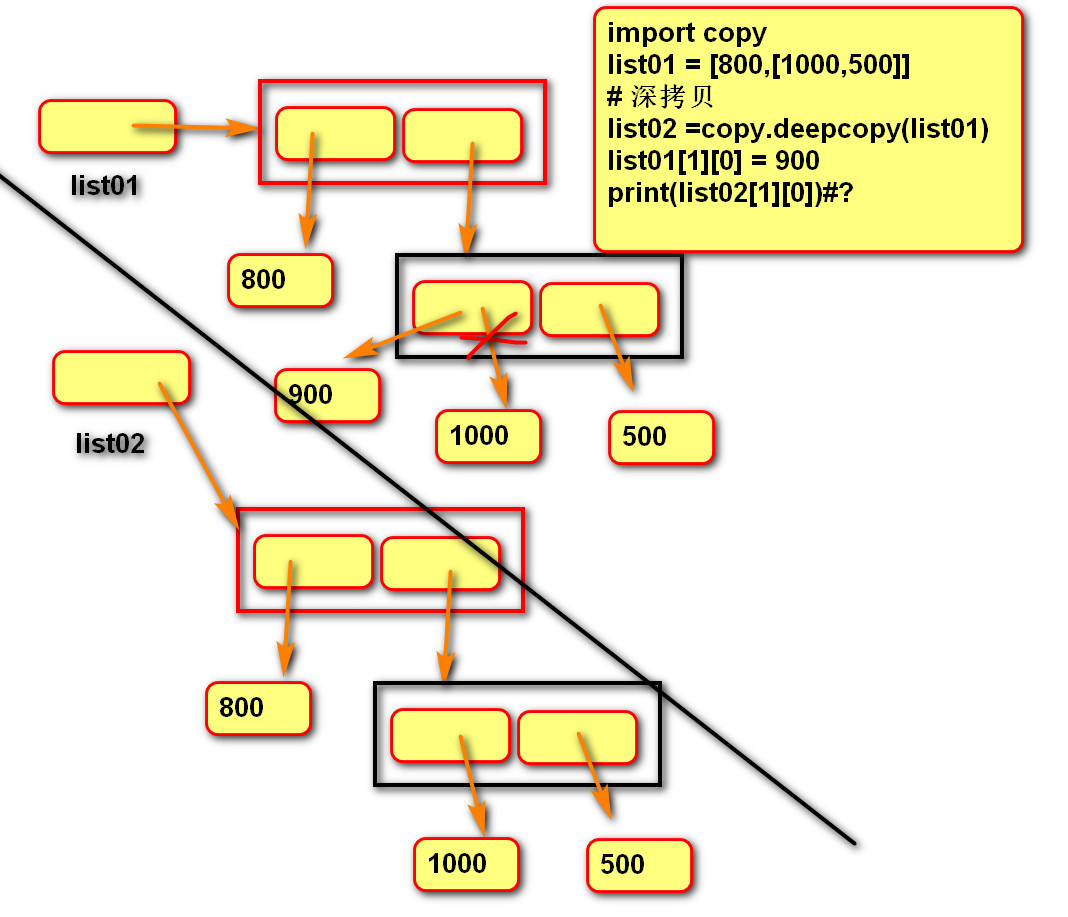 import copy
list01 = [800,[1000,500]]
# 深拷贝
list02 =copy.deepcopy(list01)
list01[1][0] = 900
print(list02[1][0])#?
list01
800
900
1000
500
list02
800
1000
500